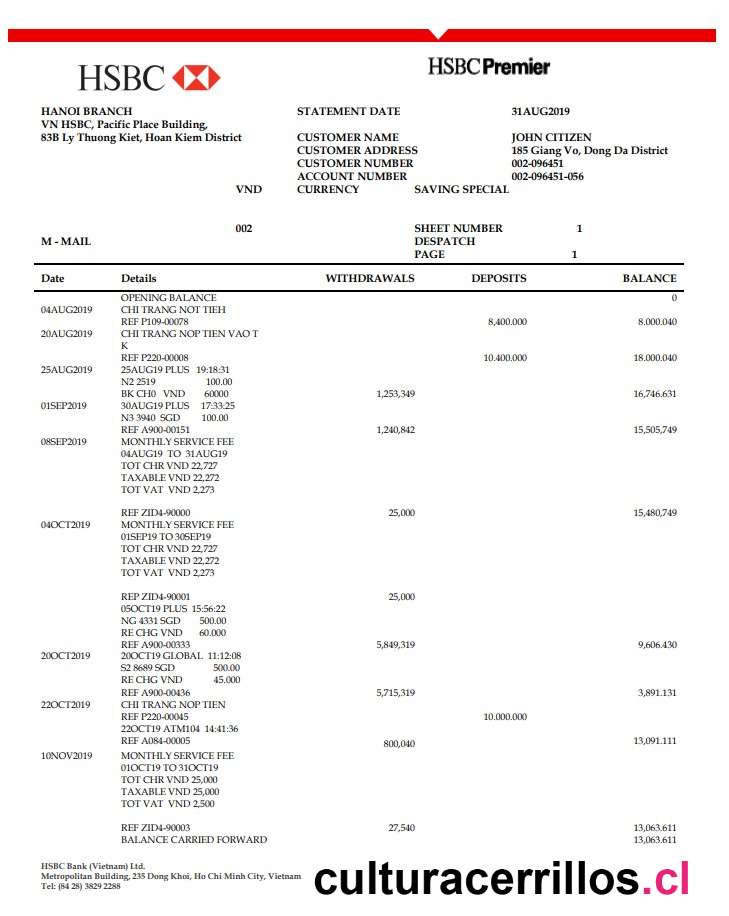 HSBC
HSBC Premier
HANOI BRANCH STATEMENT DATE 31AUG2019
VN HSBC, Pacific Place Building,
83B Ly Thuong Kiet, Hoan Kiem District CUSTOMER NAME JOHN CITIZEN
CUSTOMER ADDRESS 185 Giang Vo, Dong Da District
CUSTOMER NUMBER 002-096451
ACCOUNT NUMBER 002-096451-056
VND CURRENCY SAVING SPECIAL
002 SHEET NUMBER 1
M - MAIL DESPATCH
PAGE 1
Date Details WITHDRAWALS DEPOSITS BALANCE
OPENING BALANCE 0
04AUG2019 CHI TRANG NOT TIEH
REF P109-00078 8,400.000 8.000.040
20AUG2019 CHI TRANG NOP TIEN VAO T
K
REF P220-00008 10.400.000 18.000.040
25AUG2019 25AUG19 PLUS 19:18:31
N2 2519 100.00
BK CH0 VND 60000 1,253,349 16,746.631
01SEP2019 30AUG19 PLUS 17:33:25
N3 3940 SGD 100.00
REF A900-00151 1,240,842 15,505,749
08SEP2019 MONTHLY SERVICE FEE
04AUG19 TO 31AUG19
TOT CHR VND 22,727
TAXABLE VND 22,272
TOT VAT VND 2,273
REF ZID4-90000 25,000 15,480,749
04OCT2019 MONTHLY SERVICE FEE
01SEP19 TO 30SEP19
TOT CHR VND 22,727
TAXABLE VND 22,272
TOT VAT VND 2,273
REP ZID4-90001 25,000
05OCT19 PLUS 15:56:22
NG 4331 SGD 500.00
RE CHG VND 60.000
REF A900-00333 5,849,319 9,606.430
20OCT2019 20OCT19 GLOBAL 11:12:08
S2 8689 SGD 500.00
RE CHG VND 45.000
REF A900-00436 5,715,319 3,891.131
22OCT2019 CHI TRANG NOP TIEN
REF P220-00045 10.000.000
22OCT19 ATM104 14:41:36
REF A084-00005 800,040 13,091.111
10NOV2019 MONTHLY SERVICE FEE
01OCT19 TO 31OCT19
TOT CHR VND 25,000
TAXABLE VND 25,000
TOT VAT VND 2,500
REF ZID4-90003 27,540 13,063.611
BALANCE CARRIED FORWARD 13,063.611
HSBC Bank (Vietnam) Ltd.
Metropolitan Building, 235 Dong Khoi, Ho Chi Minh City, Vietnam
Tel: (84 28) 3829 2288
culturacerrillos.cl